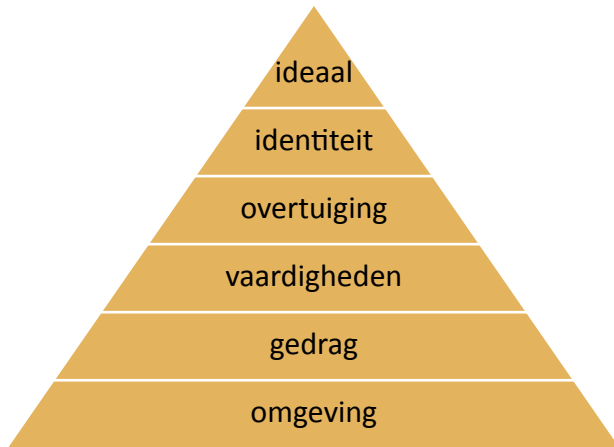 ideaal
identiteit
overtuiging
vaardigheden
gedrag
omgeving